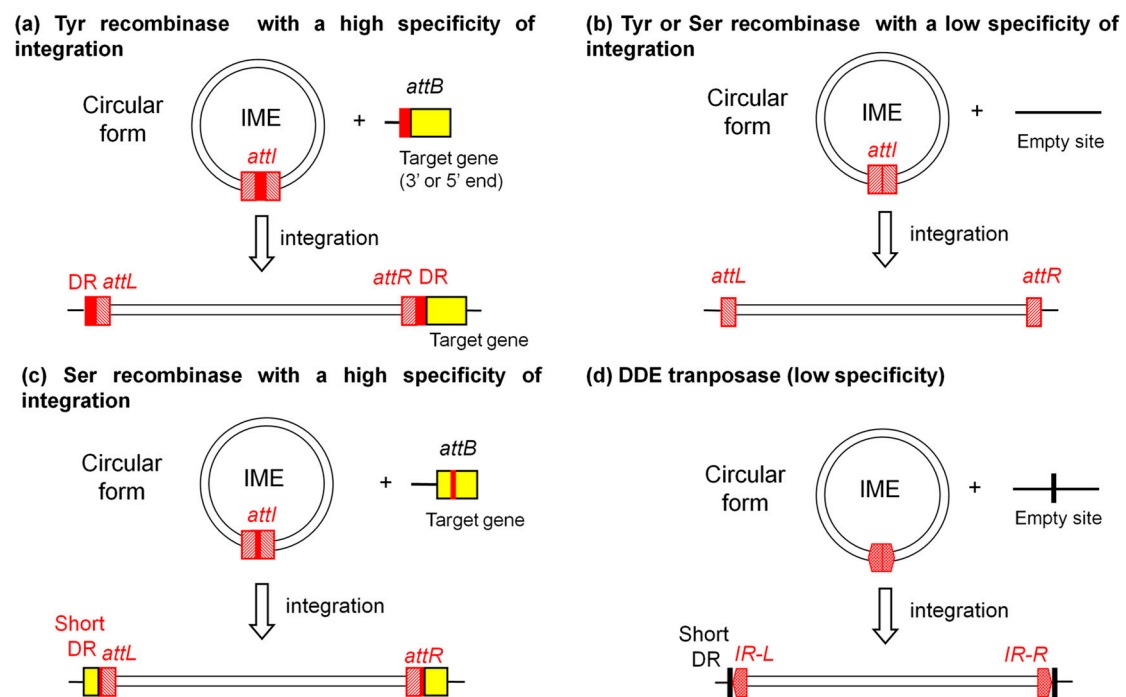 (a) Tyr recombinase with a high specificity of
integration
Circular
form
IME
attI
+
attB
Target gene
(3' or 5' end)
integration
DR attL
attR DR
Target gene
(b) Tyr or Ser recombinase with a low specificity of
integration
Circular
form
IME
attI
+
Empty site
integration
attL
attR
(c) Ser recombinase with a high specificity of
integration
Circular
form
IME
attI
+
attB
Target gene
integration
Short
DR attL
attR
(d) DDE tranposase (low specificity)
Circular
form
IME
+
Empty site
integration
Short
DR IR-L
IR-R